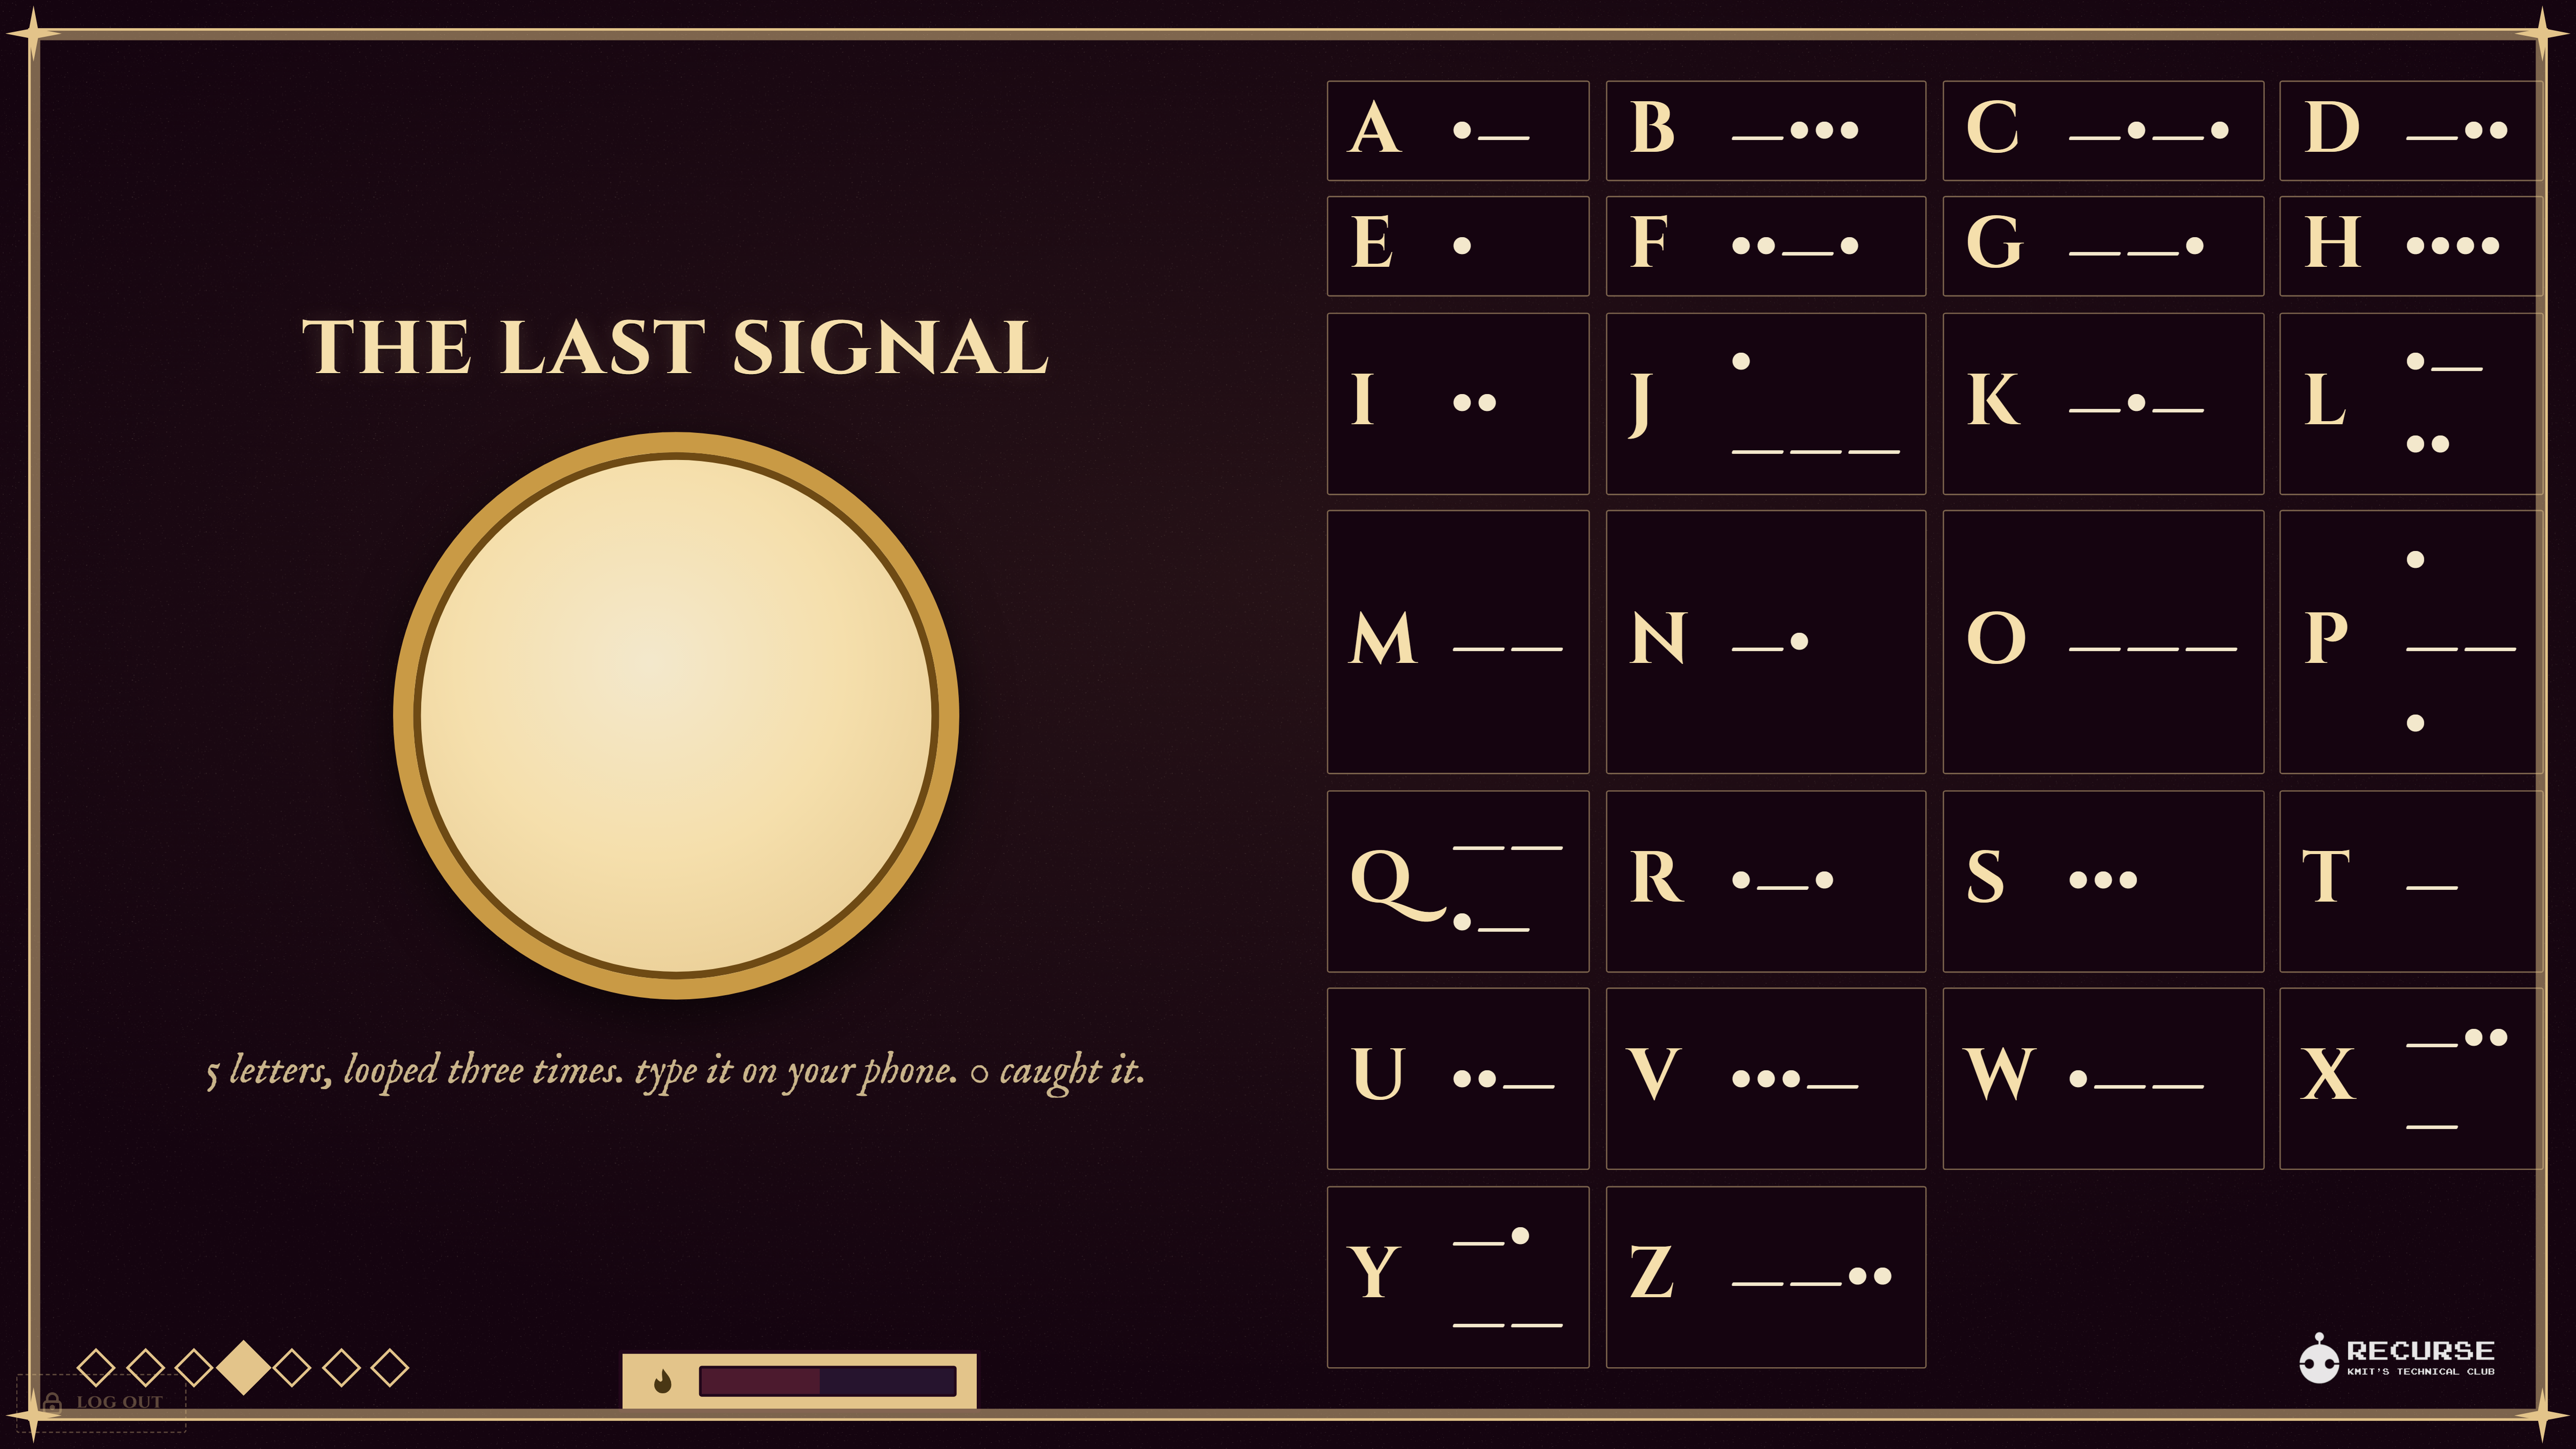 THE LAST SIGNAL
5 letters, looped three times. type it on your phone. 0 caught it.
A •—
B —•••
C —•—•
D —••
E •
F ••—•
G ——•
H ••••
I ••
J •
———
K —•—
L •—
••
M ——
N —•
O ———
P •
——
•
Q ——
•—
R •—•
S •••
T —
U ••—
V •••—
W •——
X —••
—
Y —•
——
Z ——••
LOG OUT
RECURSE
KMIT'S TECHNICAL CLUB